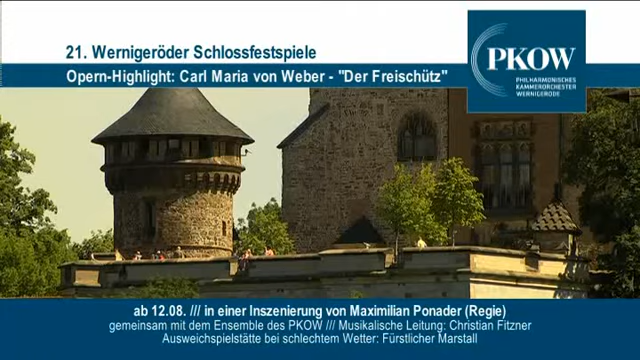 21. Wernigeröder Schlossfestspiele
Opern-Highlight: Carl Maria von Weber - "Der Freischütz"
PKOW
PHILHARMONISCHES
KAMMERORCHESTER
WERNIGERODE
ab 12.08. /// in einer Inszenierung von Maximilian Ponader (Regie)
gemeinsam mit dem Ensemble des PKOW /// Musikalische Leitung: Christian Fitzner
Ausweichspielstätte bei schlechtem Wetter: Fürstlicher Marstall